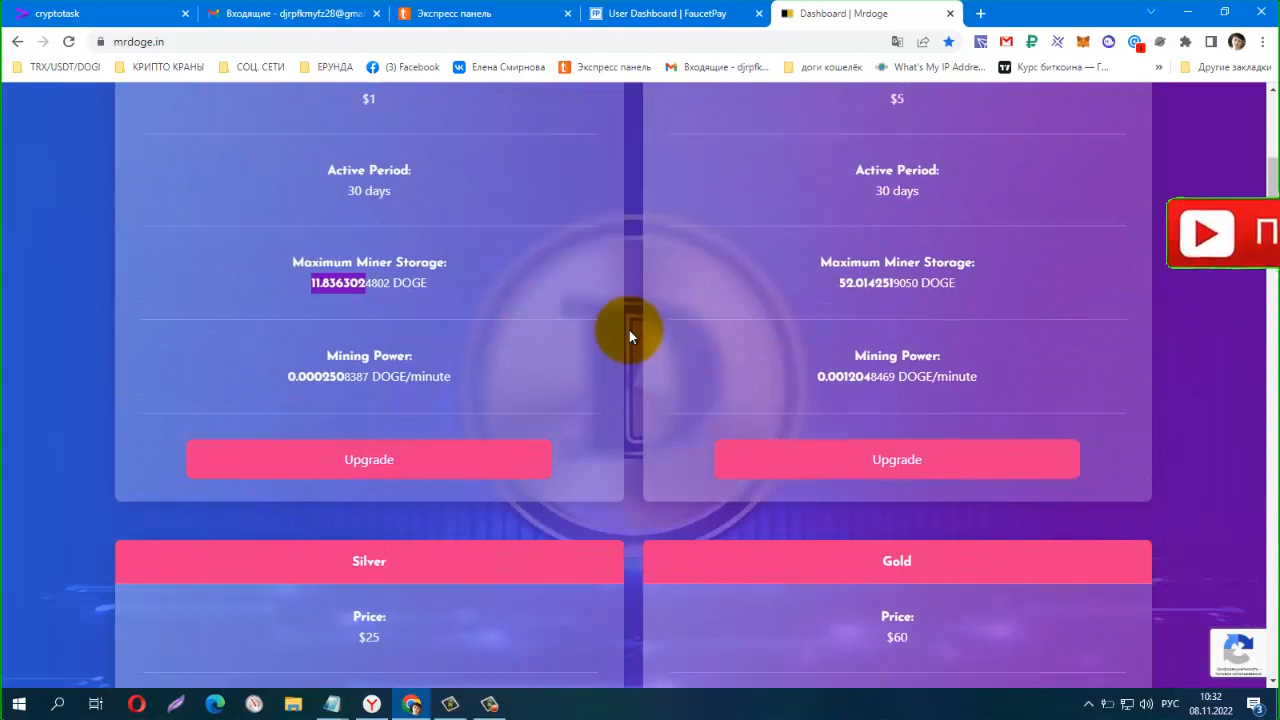 cryptotask
Входящие - djrpfkmyfz28@gma
Экспресс панель
User Dashboard | FaucetPay
Dashboard | Mrdoge
mrdoge.in
TRX/USDT/DOGI
КРИПТО КРАНЫ
СОЦ. СЕТИ
ЕРУНДА
(3) Facebook
Елена Смирнова
Экспресс панель
Входящие - djrpfk...
доги кошелёк
What's My IP Addre...
Курс биткоина — Г...
Другие закладки
$1
$5
Active Period:
30 days
Active Period:
30 days
Maximum Miner Storage:
11.8363024802 DOGE
Maximum Miner Storage:
52.0142519050 DOGE
Mining Power:
0.0002508387 DOGE/minute
Mining Power:
0.0012048469 DOGE/minute
Upgrade
Upgrade
П
Silver
Gold
Price:
$25
Price:
$60
Конфиденциальность -
Условия использования
10:32
РУС
08.11.2022
3